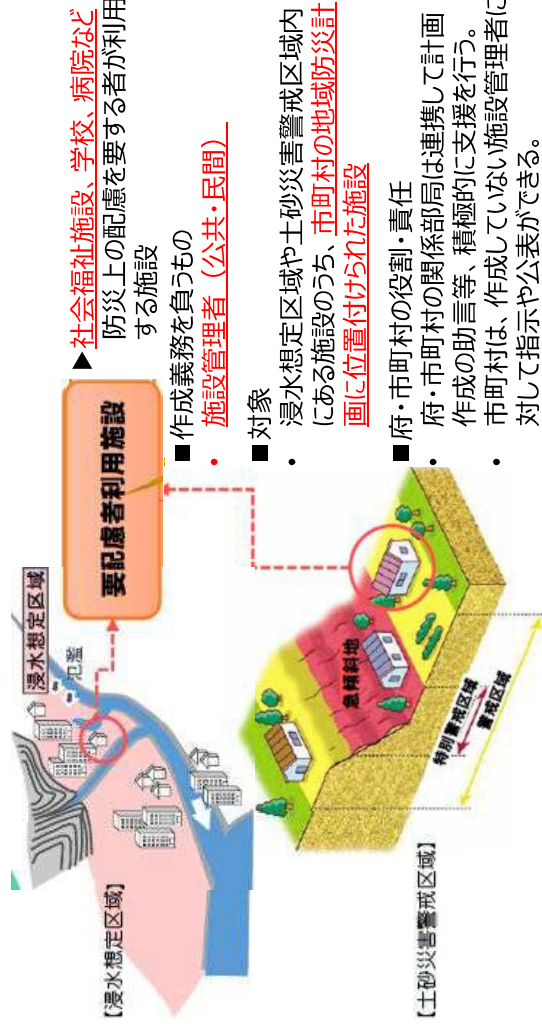 【浸水想定区域】
浸水想定区域
氾濫
要配慮者利用施設
【土砂災害警戒区域】
急傾斜地
特別警戒区域
警戒区域
▶社会福祉施設、学校、病院など
防災上の配慮を要する者が利用
する施設
■作成義務を負うもの
・施設管理者（公共・民間）
■対象
・浸水想定区域や土砂災害警戒区域内
にある施設のうち、市町村の地域防災計
画に位置付けられた施設
■府・市町村の役割・責任
・府・市町村の関係部局は連携して計画
作成の助言等、積極的に支援を行う。
・市町村は、作成していない施設管理者に
対して指示や公表ができる。